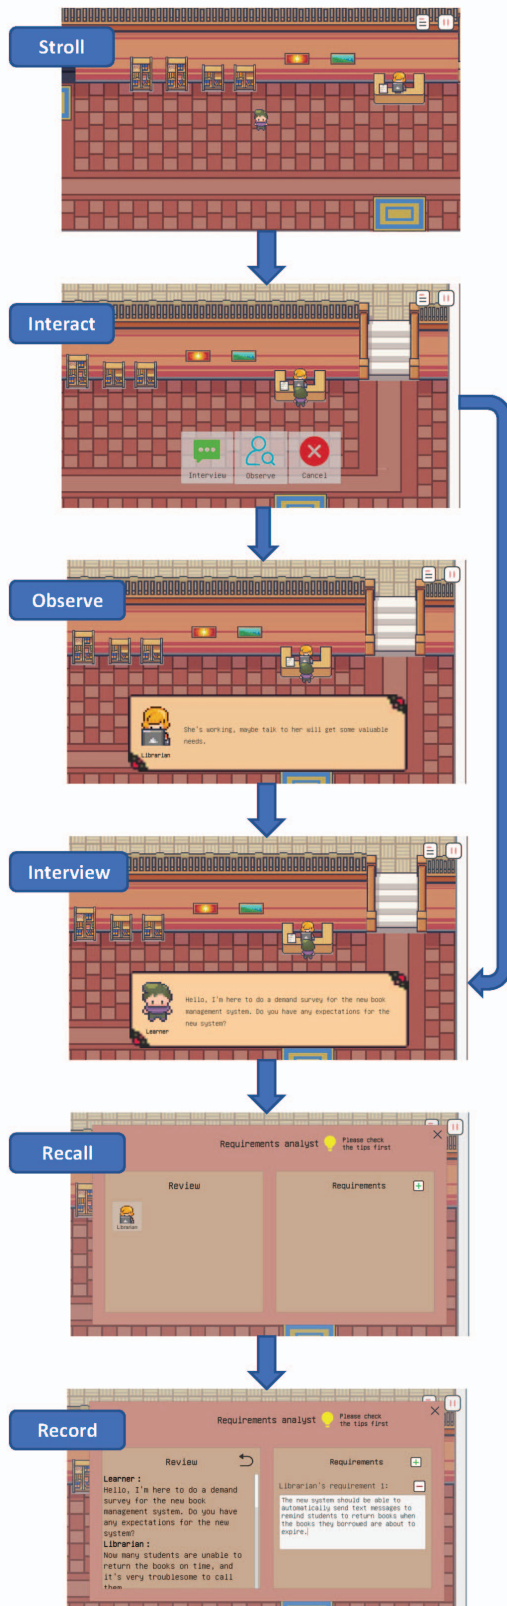 Stroll
Interact
Interview
Observe
Cancel
Observe
She's working, maybe talk to her will get some valuable
needs.
Librarian
Interview
Hello, I'm here to do a demand survey for the new book
management system. Do you have any expectations for the
new system?
Learner
Recall
Requirements analyst
Please check
the tips first
Review
Librarian
Requirements
Record
Requirements analyst
Please check
the tips first
Review
Learner :
Hello, I'm here to do a demand
survey for the new book
management system. Do you have
any expectations for the new
system?
Librarian :
Now many students are unable to
return the books on time, and
it's very troublesome to call
them
Requirements
Librarian's requirement 1:
The new system should be able to
automatically send text messages to
remind students to return books when
the books they borrowed are about to
expire.